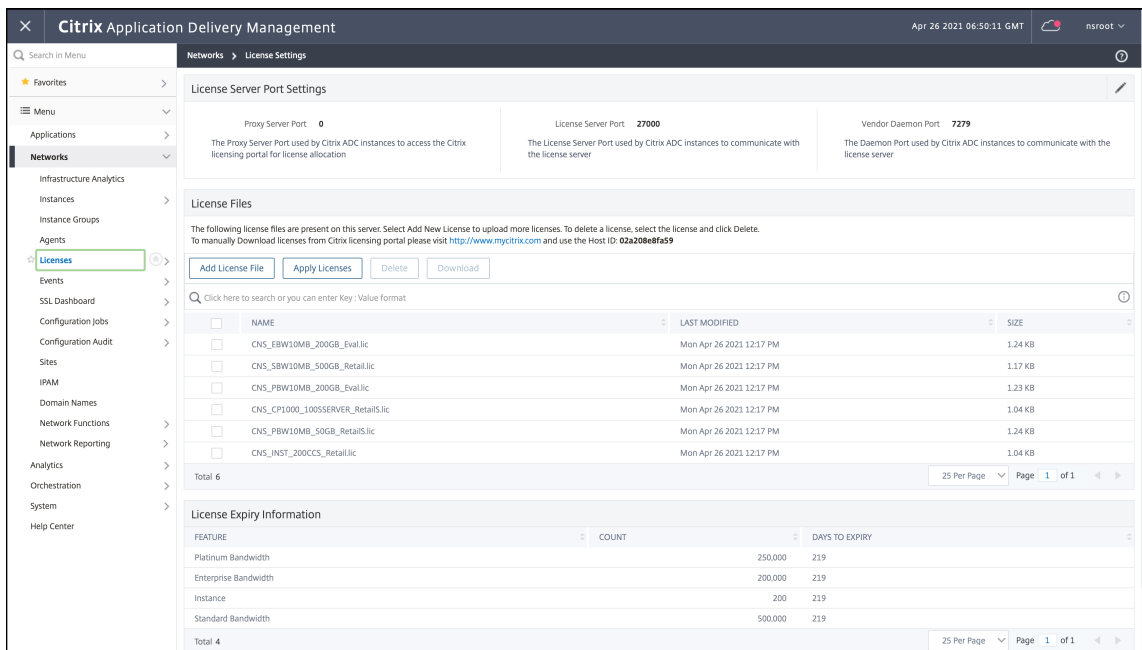 Citrix Application Delivery Management
Apr 26 2021 06:50:11 GMT
nsroot
Search in Menu
Favorites
Menu
Applications
Networks
Infrastructure Analytics
Instances
Instance Groups
Agents
Licenses
Events
SSL Dashboard
Configuration Jobs
Configuration Audit
Sites
IPAM
Domain Names
Network Functions
Network Reporting
Analytics
Orchestration
System
Help Center
Networks > License Settings
License Server Port Settings
Proxy Server Port 0
The Proxy Server Port used by Citrix ADC instances to access the Citrix
licensing portal for license allocation
License Server Port 27000
The License Server Port used by Citrix ADC instances to communicate with
the license server
Vendor Daemon Port 7279
The Daemon Port used by Citrix ADC instances to communicate with the
license server
License Files
The following license files are present on this server. Select Add New License to upload more licenses. To delete a license, select the license and click Delete.
To manually Download licenses from Citrix licensing portal please visit http://www.mycitrix.com and use the Host ID: 02a208e8fa59
Add License File Apply Licenses Delete Download
Click here to search or you can enter Key : Value format
NAME LAST MODIFIED SIZE
CNS_EBW10MB_200GB_Eval.lic Mon Apr 26 2021 12:17 PM 1.24 KB
CNS_SBW10MB_500GB_Retail.lic Mon Apr 26 2021 12:17 PM 1.17 KB
CNS_PBW10MB_200GB_Eval.lic Mon Apr 26 2021 12:17 PM 1.23 KB
CNS_CP1000_100SSERVER_RetailS.lic Mon Apr 26 2021 12:17 PM 1.04 KB
CNS_PBW10MB_50GB_RetailS.lic Mon Apr 26 2021 12:17 PM 1.24 KB
CNS_INST_200CCS_Retail.lic Mon Apr 26 2021 12:17 PM 1.04 KB
Total 6 25 Per Page Page 1 of 1
License Expiry Information
FEATURE COUNT DAYS TO EXPIRY
Platinum Bandwidth 250,000 219
Enterprise Bandwidth 200,000 219
Instance 200 219
Standard Bandwidth 500,000 219
Total 4 25 Per Page Page 1 of 1